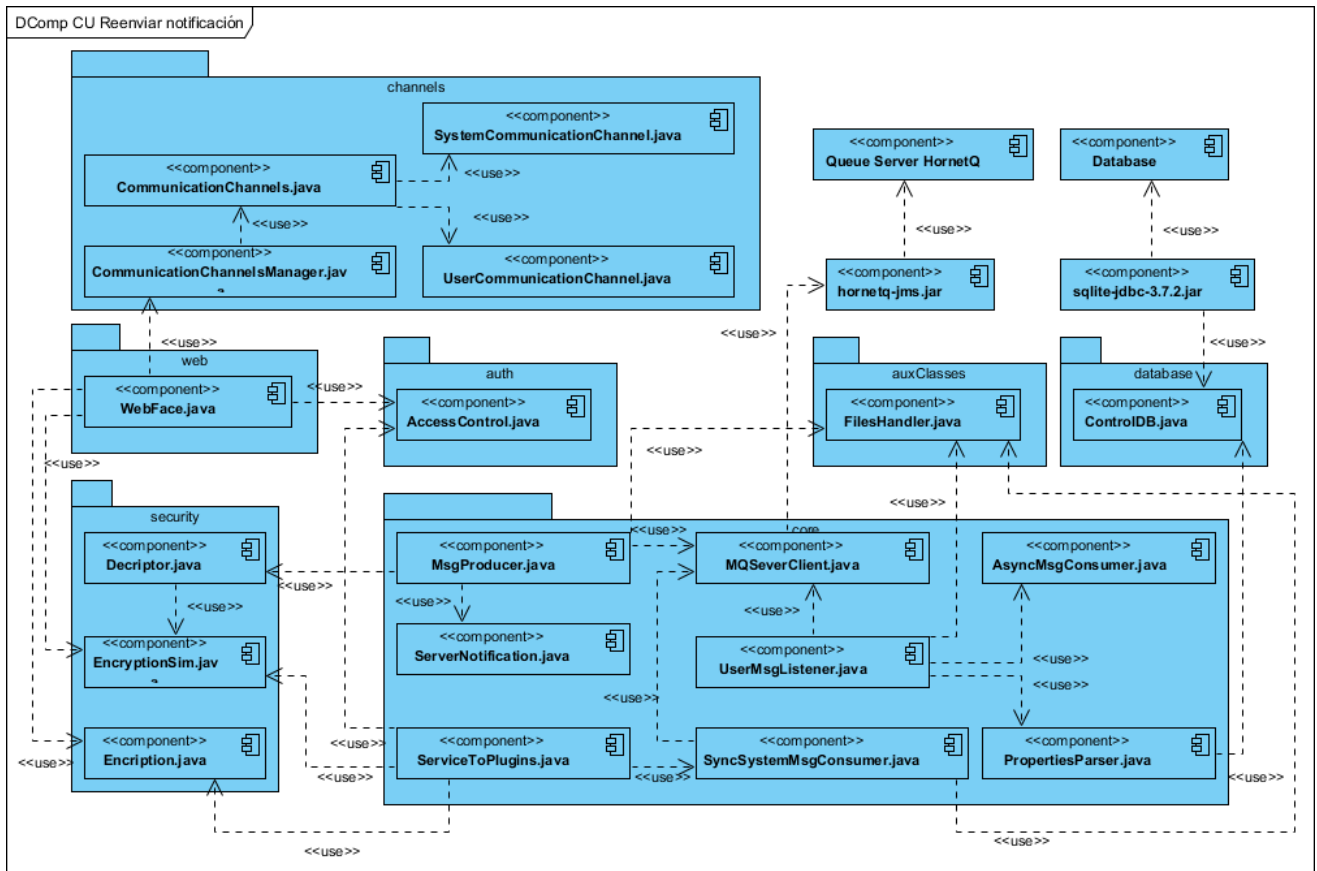 DComp CU Reenviar notificación
channels
<<component>>
SystemCommunicationChannel.java
<<component>>
CommunicationChannels.java
<<use>>
<<use>>
<<use>>
<<component>>
CommunicationChannelsManager.jav
a
<<component>>
UserCommunicationChannel.java
<<component>>
Queue Server HornetQ
<<component>>
Database
<<use>>
<<use>>
<<component>>
hornetq-jms.jar
<<component>>
sqlite-jdbc-3.7.2.jar
<<use>>
<<use>>
<<use>>
web
<<component>>
WebFace.java
<<use>>
auth
<<component>>
AccessControl.java
auxClasses
<<component>>
FilesHandler.java
database
<<component>>
ControlDB.java
<<use>>
<<use>>
<<use>>
security
<<component>>
Decriptor.java
<<use>>
<<component>>
EncryptionSim.jav
a
<<component>>
Encription.java
<<use>>
core
<<use>>
<<component>>
MsgProducer.java
<<component>>
MQSeverClient.java
<<component>>
AsyncMsgConsumer.java
<<use>>
<<use>>
<<use>>
<<component>>
ServerNotification.java
<<component>>
UserMsgListener.java
<<use>>
<<use>>
<<use>>
<<use>>
<<component>>
ServiceToPlugins.java
<<use>>
<<component>>
SyncSystemMsgConsumer.java
<<component>>
PropertiesParser.java
<<use>>
<<use>>
<<use>>